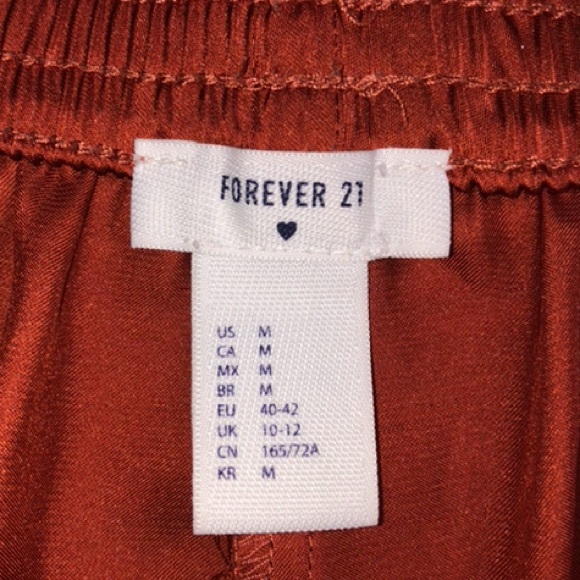 FOREVER 21
US M
CA M
MX M
BR M
EU 40-42
UK 10-12
CN 165/72A
KR M